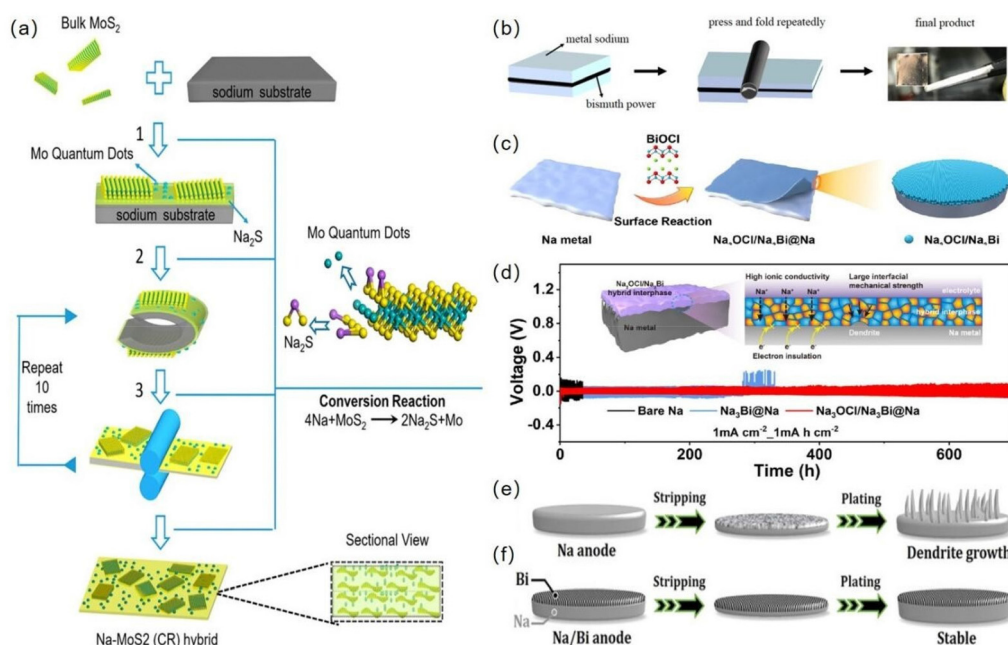 (a)
Bulk MoS₂
sodium substrate
1
Mo Quantum Dots
sodium substrate
Na₂S
2
Mo Quantum Dots
Na₂S
Repeat
10
times
3
Conversion Reaction
4Na+MoS₂→2Na₂S+Mo
Sectional View
Na-MoS2 (CR) hybrid
(b)
metal sodium
bismuth power
press and fold repeatedly
final product
(c)
BiOCl
Surface Reaction
Na metal
Na₃OCl/Na₃Bi@Na
Na₃OCl/Na₃Bi
(d)
Voltage (V)
1.2
0.8
0.4
0.0
-0.4
Na₃OCl/Na₃Bi
hybrid interphase
Na metal
High ionic conductivity
Large interfacial
mechanical strength
Na⁺ Na⁺ Na⁺
electrolyte
hybrid interphase
Na metal
Dendrite
e⁻ e⁻ e⁻
Electron insulation
Bare Na
Na₃Bi@Na
Na₃OCl/Na₃Bi@Na
1mA cm⁻²_1mA h cm⁻²
0 200 400 600
Time (h)
(e)
Na anode
Stripping
Plating
Dendrite growth
(f)
Bi
Na
Na/Bi anode
Stripping
Plating
Stable